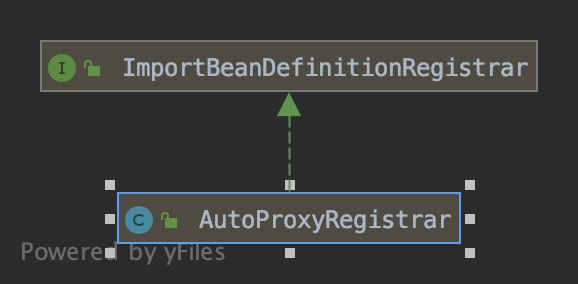 I ImportBeanDefinitionRegistrar
C AutoProxyRegistrar
Powered by yFiles